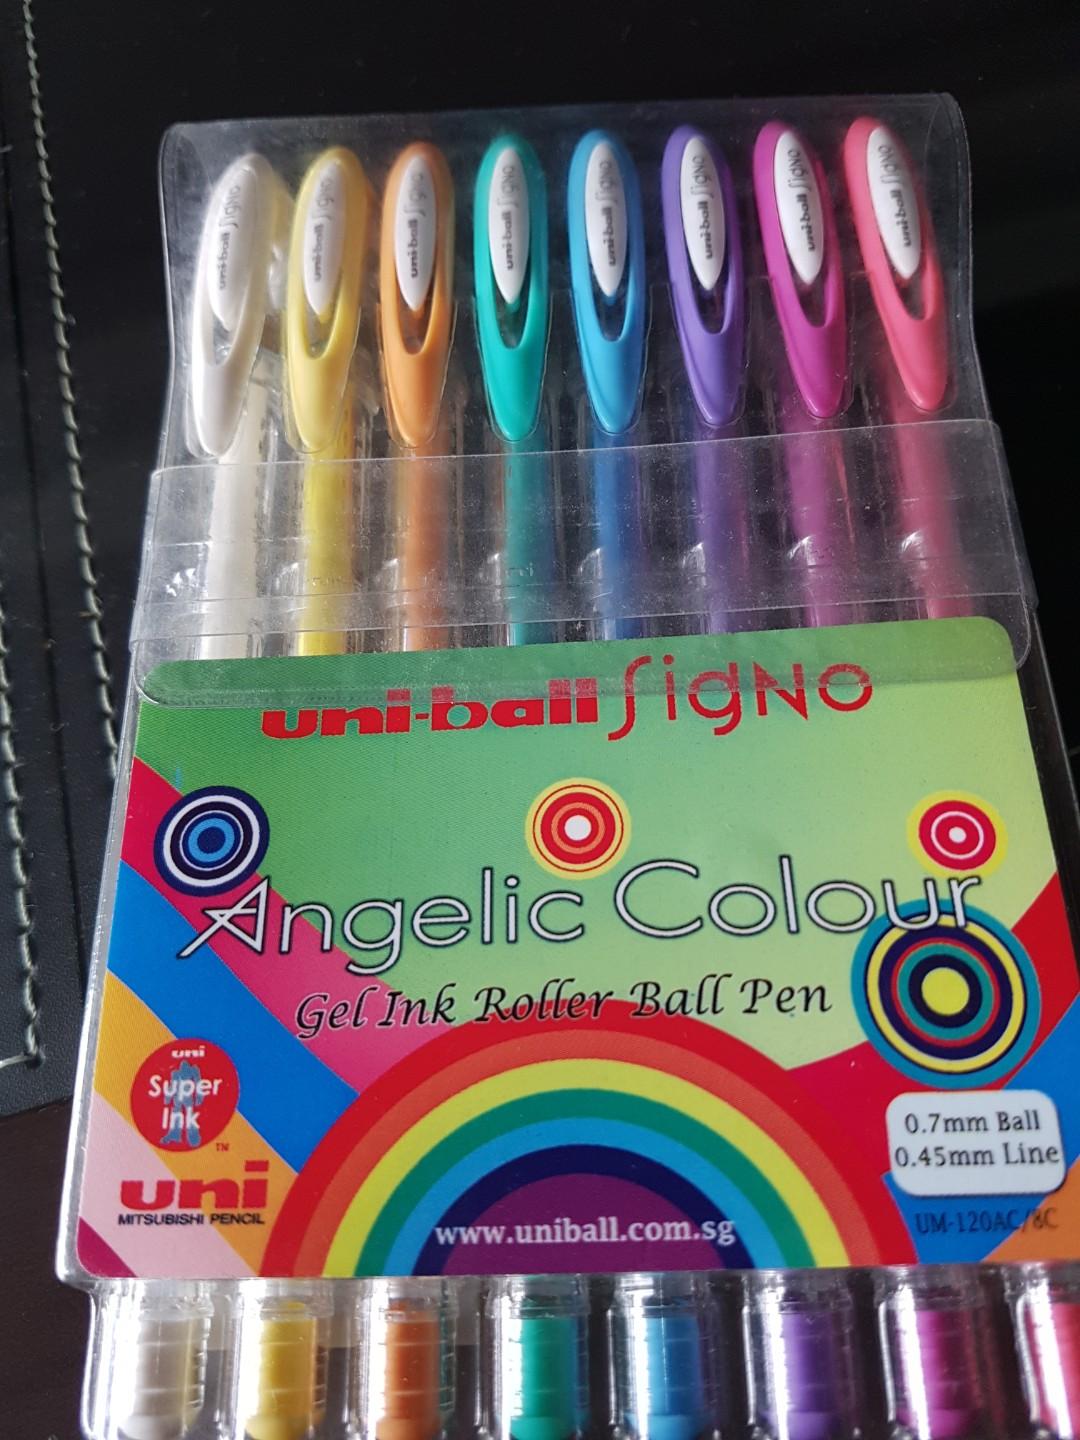 uni-ball Signo
uni-ball Signo
uni-ball Signo
uni-ball Signo
uni-ball Signo
uni-ball Signo
uni-ball Signo
uni-ball Signo
uni-ball Signo
Angelic Colour
Gel Ink Roller Ball Pen
uni
Super
Ink
TM
uni
MITSUBISHI PENCIL
0.7mm Ball
0.45mm Line
www.uniball.com.sg
UM-120AC/8C